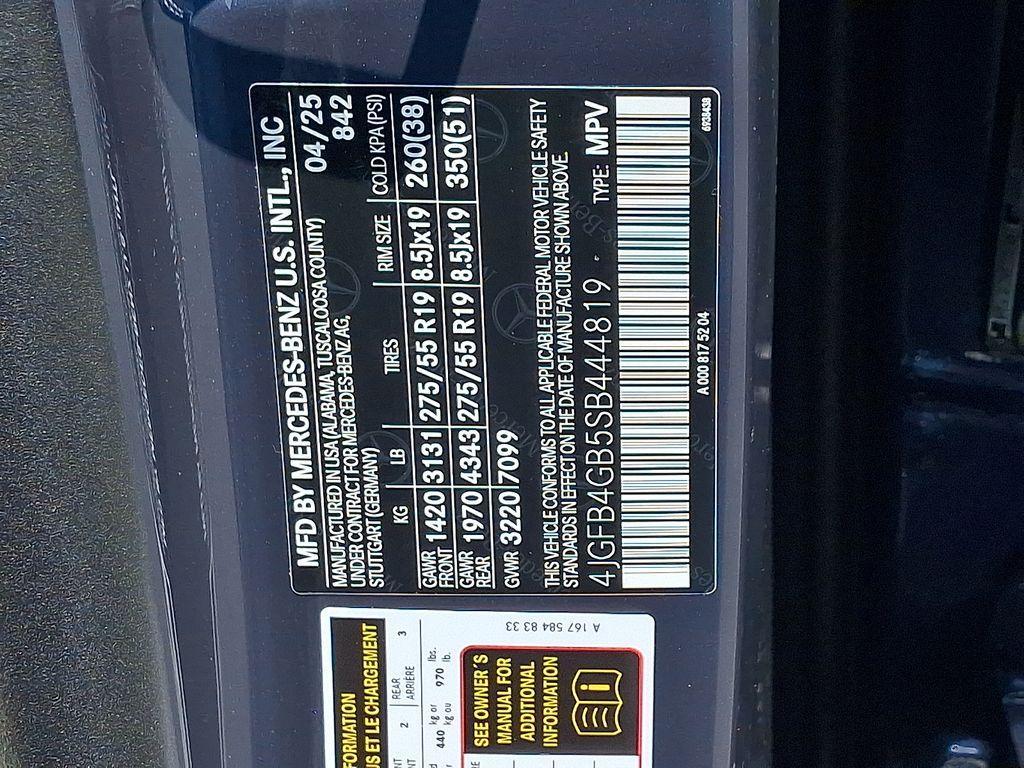 MFD BY MERCEDES-BENZ U.S. INTL., INC
MANUFACTURED IN USA (ALABAMA, TUSCALOOSA COUNTY) 04/25
UNDER CONTRACT FOR MERCEDES-BENZ AG, 842
STUTTGART (GERMANY)
KG LB TIRES RIM SIZE COLD KPA (PSI)
GAWR FRONT 1420 3131 275/55 R19 8.5Jx19 260(38)
GAWR REAR 1970 4343 275/55 R19 8.5Jx19 350(51)
GVWR 3220 7099
THIS VEHICLE CONFORMS TO ALL APPLICABLE FEDERAL MOTOR VEHICLE SAFETY
STANDARDS IN EFFECT ON THE DATE OF MANUFACTURE SHOWN ABOVE.
4JGFB4GB5SB444819 TYPE: MPV
A 000 817 52 04 6938438
FORMATION
US ET LE CHARGEMENT
2 REAR 3
ARRIÈRE
440 kg or 970 lbs.
kg ou lb.
SEE OWNER'S
MANUAL FOR
ADDITIONAL
INFORMATION
A 167 584 83 33